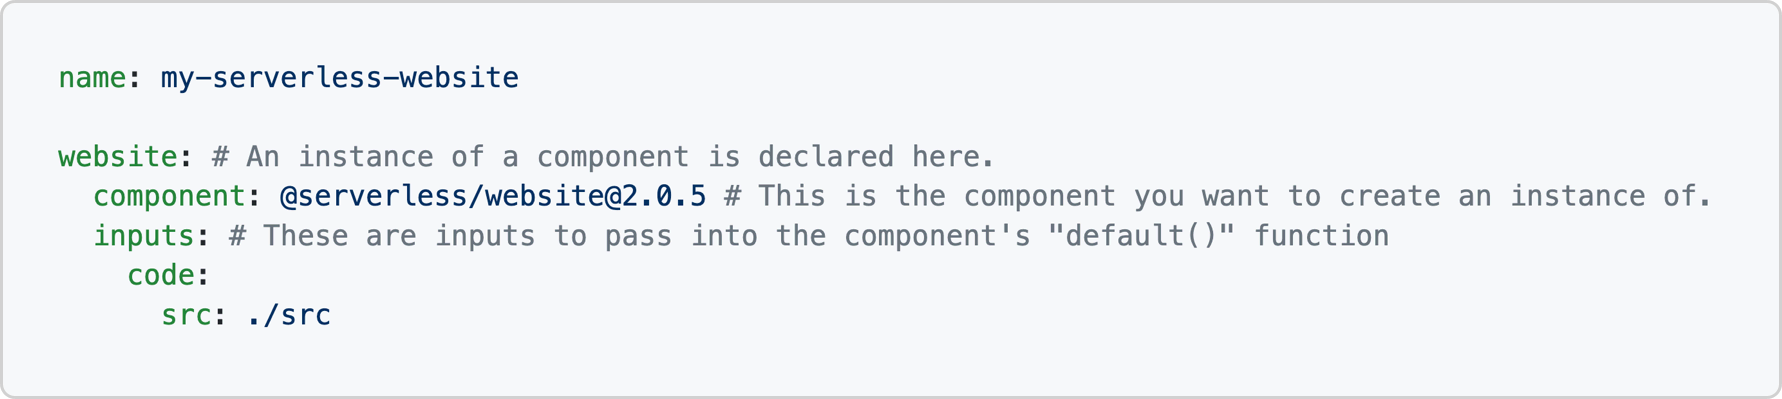 name: my-serverless-website

website: # An instance of a component is declared here.
  component: @serverless/website@2.0.5 # This is the component you want to create an instance of.
  inputs: # These are inputs to pass into the component's "default()" function
    code:
      src: ./src